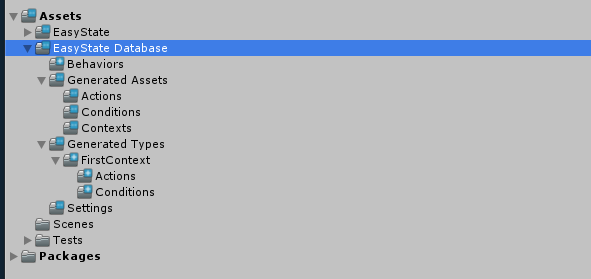 Assets
EasyState
EasyState Database
Behaviors
Generated Assets
Actions
Conditions
Contexts
Generated Types
FirstContext
Actions
Conditions
Settings
Scenes
Tests
Packages